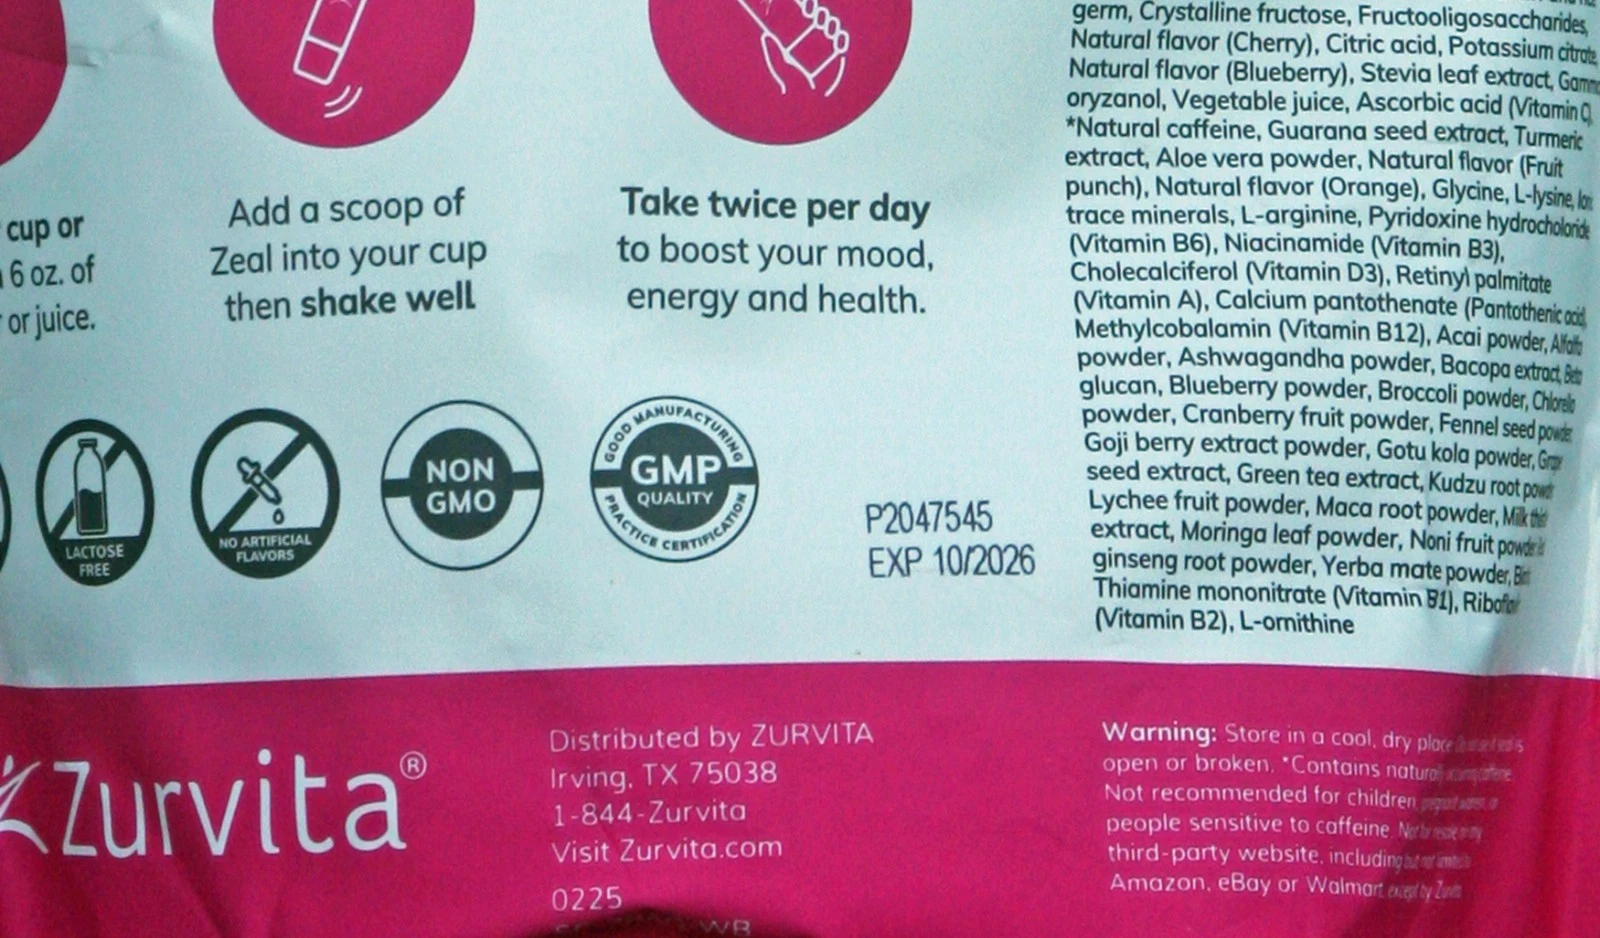 cup or
6 oz. of
or juice.
Add a scoop of
Zeal into your cup
then shake well
Take twice per day
to boost your mood,
energy and health.
LACTOSE
FREE
NO ARTIFICIAL
FLAVORS
NON
GMO
GOOD MANUFACTURING
GMP
QUALITY
PRACTICE CERTIFICATION
P2047545
EXP 10/2026
germ, Crystalline fructose, Fructooligosaccharides,
Natural flavor (Cherry), Citric acid, Potassium citrate,
Natural flavor (Blueberry), Stevia leaf extract,
oryzanol, Vegetable juice, Ascorbic acid (Vitamin C),
*Natural caffeine, Guarana seed extract, Turmeric
extract, Aloe vera powder, Natural flavor (Fruit
punch), Natural flavor (Orange), Glycine, L-lysine,
trace minerals, L-arginine, Pyridoxine hydrocholoride
(Vitamin B6), Niacinamide (Vitamin B3),
Cholecalciferol (Vitamin D3), Retinyl palmitate
(Vitamin A), Calcium pantothenate (Pantothenic acid),
Methylcobalamin (Vitamin B12), Acai powder, Alfalfa
powder, Ashwagandha powder, Bacopa extract, Beta
glucan, Blueberry powder, Broccoli powder, Chlorella
powder, Cranberry fruit powder, Fennel seed powder
Goji berry extract powder, Gotu kola powder,
seed extract, Green tea extract, Kudzu root powder
Lychee fruit powder, Maca root powder, Milk
extract, Moringa leaf powder, Noni fruit powder
ginseng root powder, Yerba mate powder,
Thiamine mononitrate (Vitamin B1),
(Vitamin B2), L-ornithine
Zurvita®
Distributed by ZURVITA
Irving, TX 75038
1-844-Zurvita
Visit Zurvita.com
0225
Warning: Store in a cool, dry place
open or broken. *Contains
Not recommended for children,
people sensitive to caffeine.
third-party website, including
Amazon, eBay or Walmart